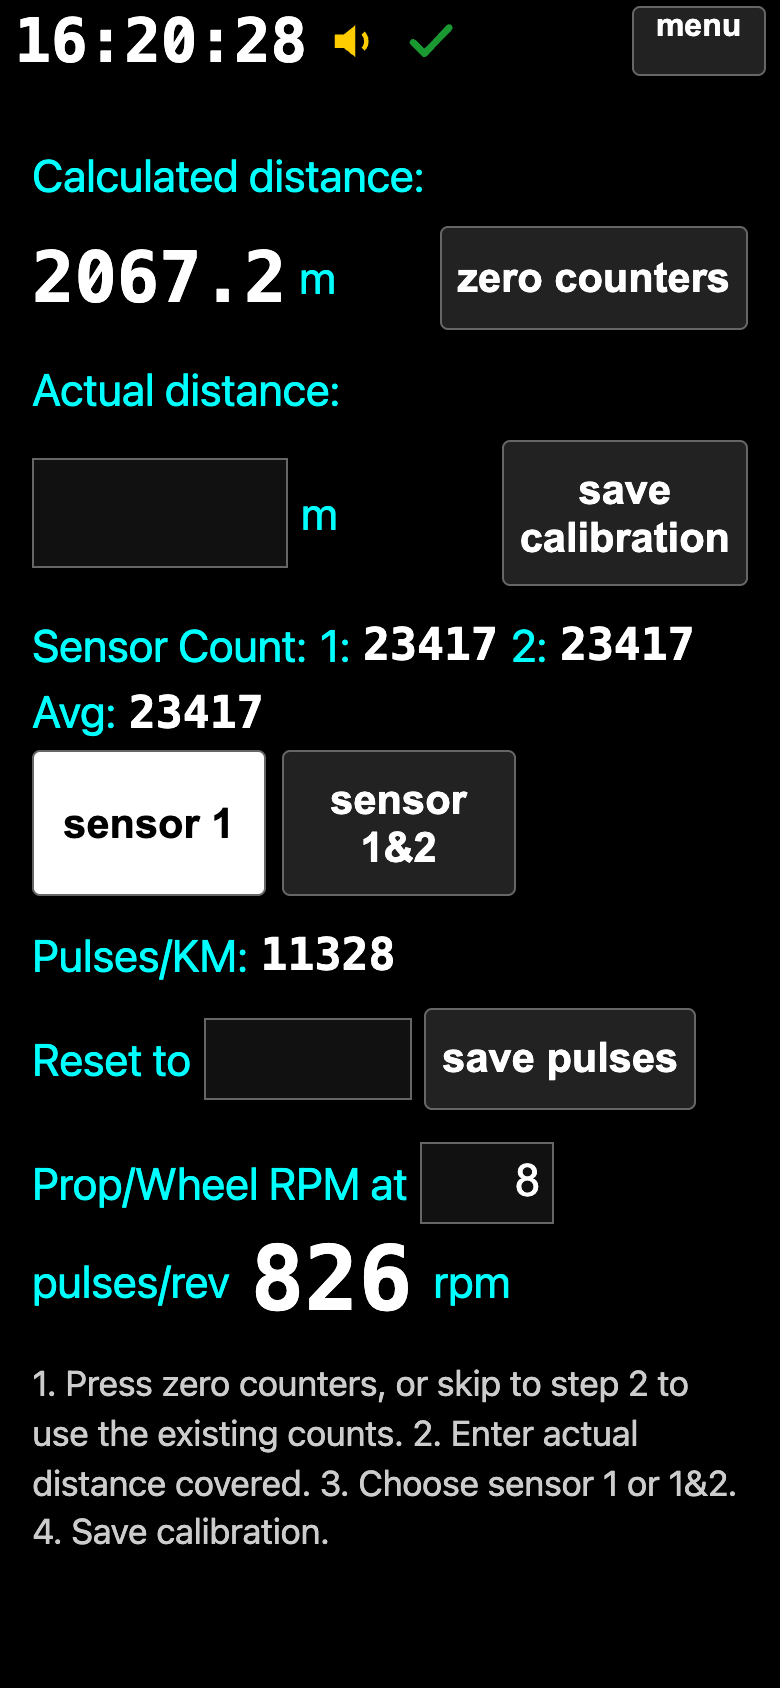 16:20:28
menu
Calculated distance:
2067.2 m
zero counters
Actual distance:
m
save
calibration
Sensor Count: 1: 23417 2: 23417
Avg: 23417
sensor 1
sensor
1&2
Pulses/KM: 11328
Reset to
save pulses
Prop/Wheel RPM at 8
pulses/rev 826 rpm
1. Press zero counters, or skip to step 2 to
use the existing counts. 2. Enter actual
distance covered. 3. Choose sensor 1 or 1&2.
4. Save calibration.